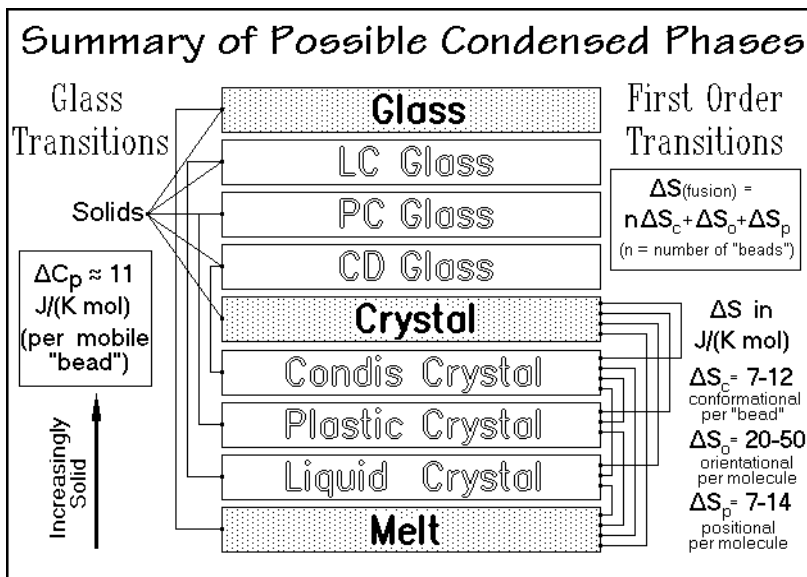 Summary of Possible Condensed Phases
Glass
Transitions
Solids
ΔCp ≈ 11
J/(K mol)
(per mobile
"bead")
Increasingly
Solid
Glass
LC Glass
PC Glass
CD Glass
Crystal
Condis Crystal
Plastic Crystal
Liquid Crystal
Melt
First Order
Transitions
ΔS(fusion) =
nΔSc+ΔSo+ΔSp
(n = number of "beads")
ΔS in
J/(K mol)
ΔSc= 7-12
conformational
per "bead"
ΔSo= 20-50
orientational
per molecule
ΔSp= 7-14
positional
per molecule